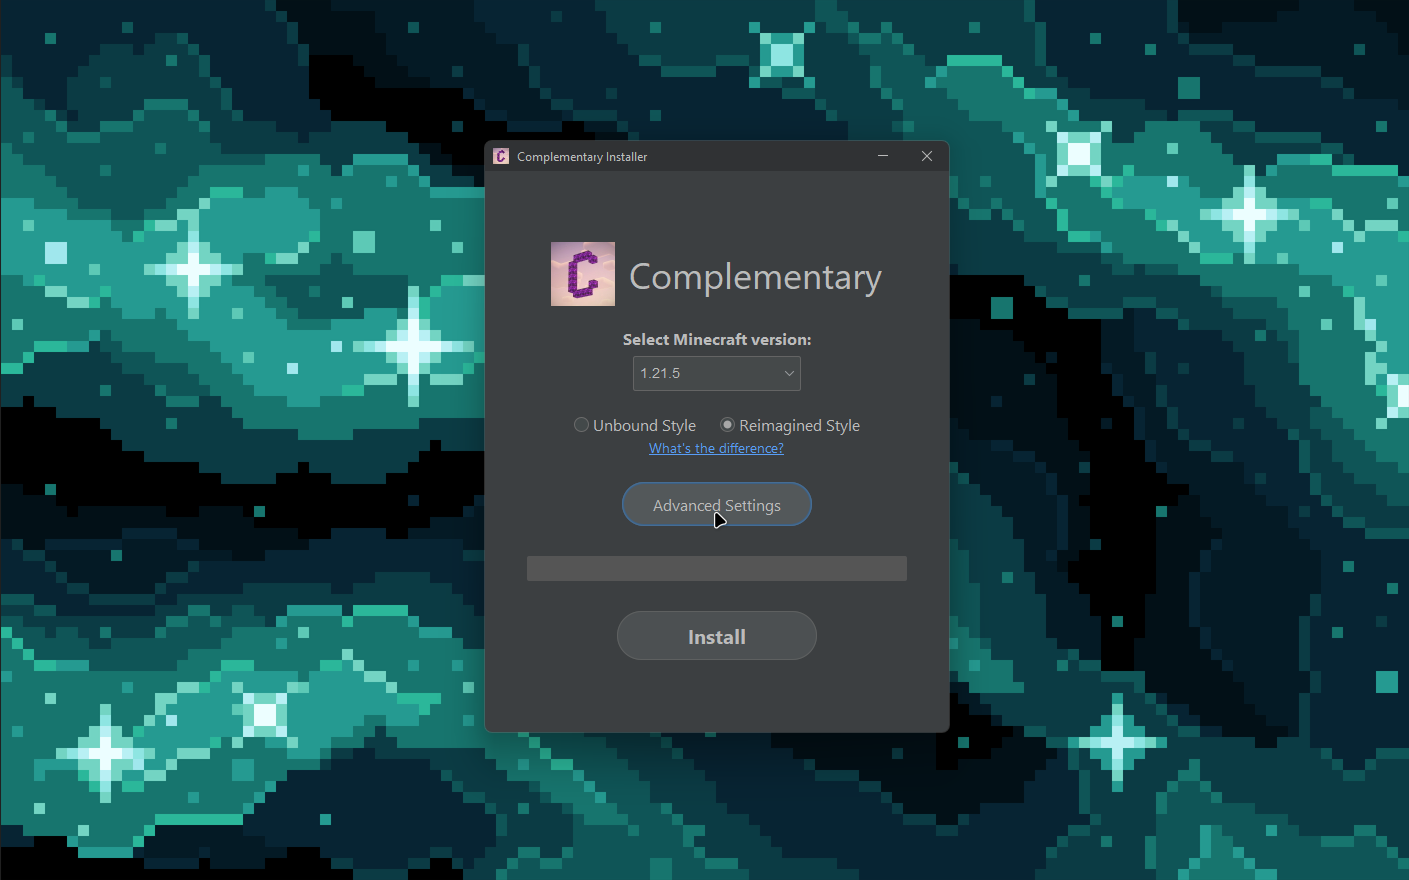 Complementary Installer
Complementary
Select Minecraft version:
1.21.5
Unbound Style Reimagined Style
What's the difference?
Advanced Settings
Install